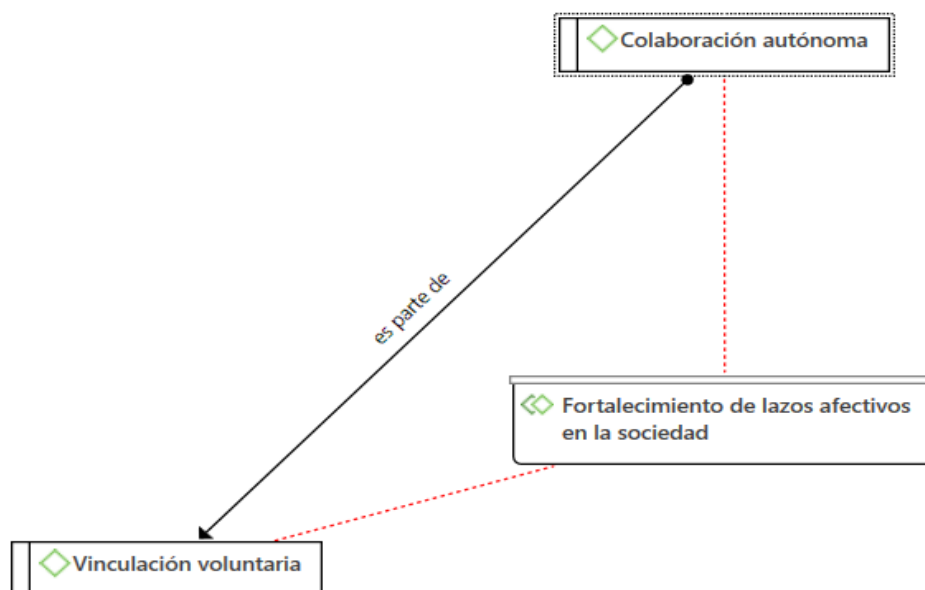 Colaboración autónoma
es parte de
Fortalecimiento de lazos afectivos
en la sociedad
Vinculación voluntaria